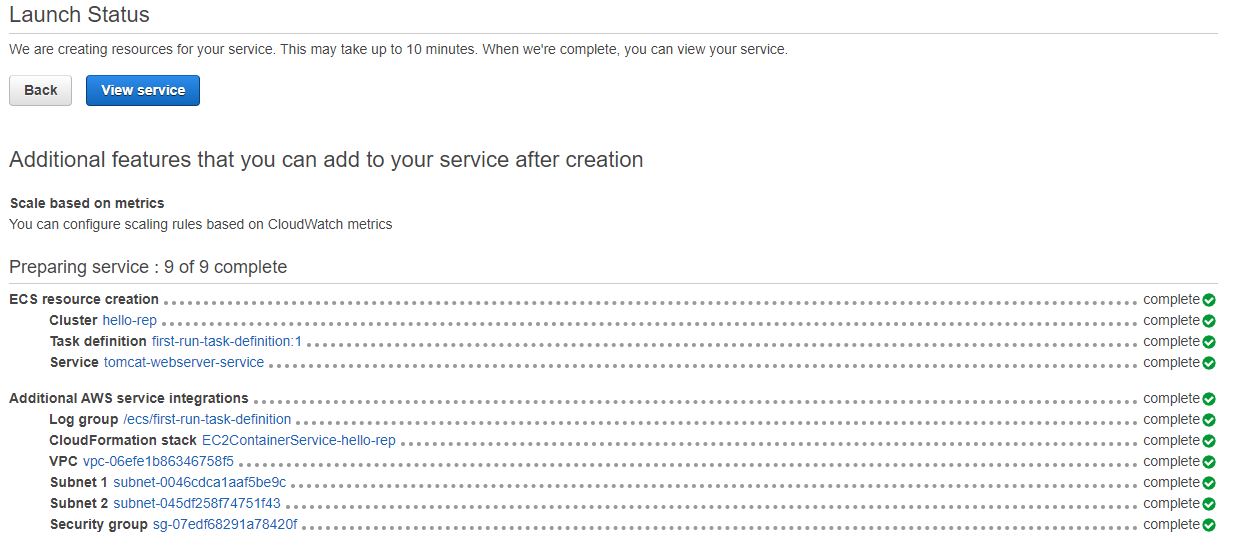 Launch Status
We are creating resources for your service. This may take up to 10 minutes. When we're complete, you can view your service.
Back View service
Additional features that you can add to your service after creation
Scale based on metrics
You can configure scaling rules based on CloudWatch metrics
Preparing service : 9 of 9 complete
ECS resource creation complete
Cluster hello-rep complete
Task definition first-run-task-definition:1 complete
Service tomcat-webserver-service complete
Additional AWS service integrations complete
Log group /ecs/first-run-task-definition complete
CloudFormation stack EC2ContainerService-hello-rep complete
VPC vpc-06efe1b86346758f5 complete
Subnet 1 subnet-0046cdca1aaf5be9c complete
Subnet 2 subnet-045df258f74751f43 complete
Security group sg-07edf68291a78420f complete